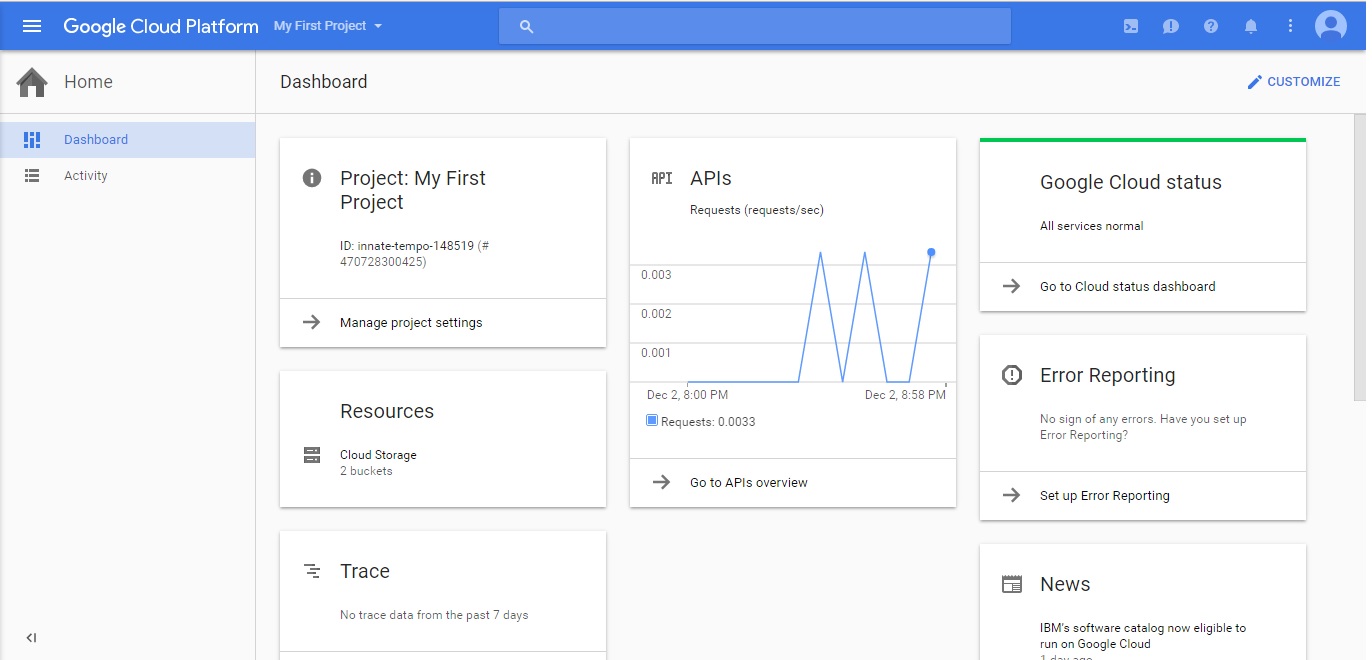 Google Cloud Platform
My First Project
Home
Dashboard
CUSTOMIZE
Dashboard
Activity
Project: My First
Project
ID: innate-tempo-148519 (#
470728300425)
Manage project settings
Resources
Cloud Storage
2 buckets
Trace
No trace data from the past 7 days
API
APIs
Requests (requests/sec)
0.003
0.002
0.001
Dec 2, 8:00 PM
Dec 2, 8:58 PM
Requests: 0.0033
Go to APIs overview
Google Cloud status
All services normal
Go to Cloud status dashboard
Error Reporting
No sign of any errors. Have you set up
Error Reporting?
Set up Error Reporting
News
IBM's software catalog now eligible to
run on Google Cloud
1 day ago